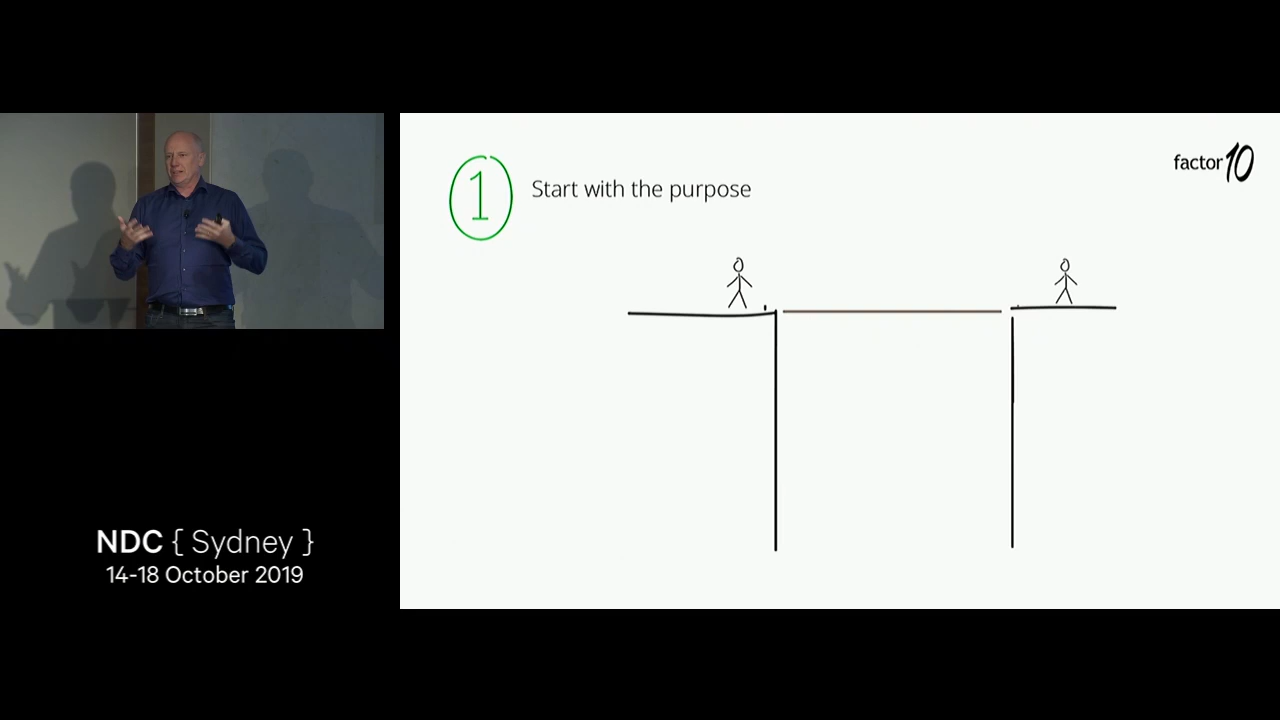 NDC { Sydney }
14-18 October 2019
1
Start with the purpose
factor10